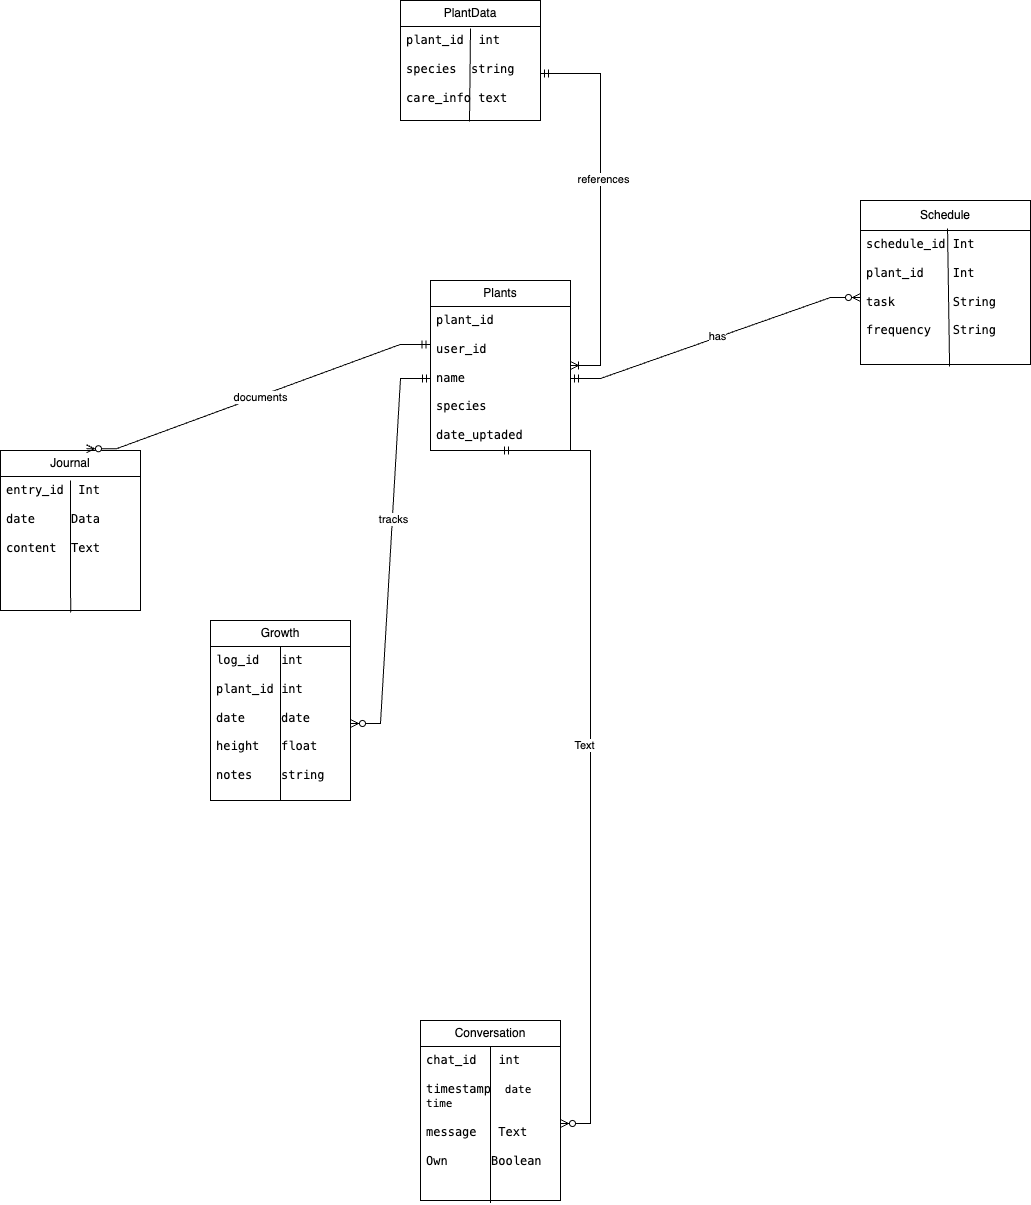 PlantData
plant_id int
species string
care_info text
references
Schedule
schedule_id Int
plant_id Int
task String
frequency String
has
Plants
plant_id
user_id
name
species
date_uptaded
documents
Journal
entry_id Int
date Data
content Text
tracks
Growth
log_id int
plant_id int
date date
height float
notes string
Text
Conversation
chat_id int
timestamp date
time
message Text
Own Boolean